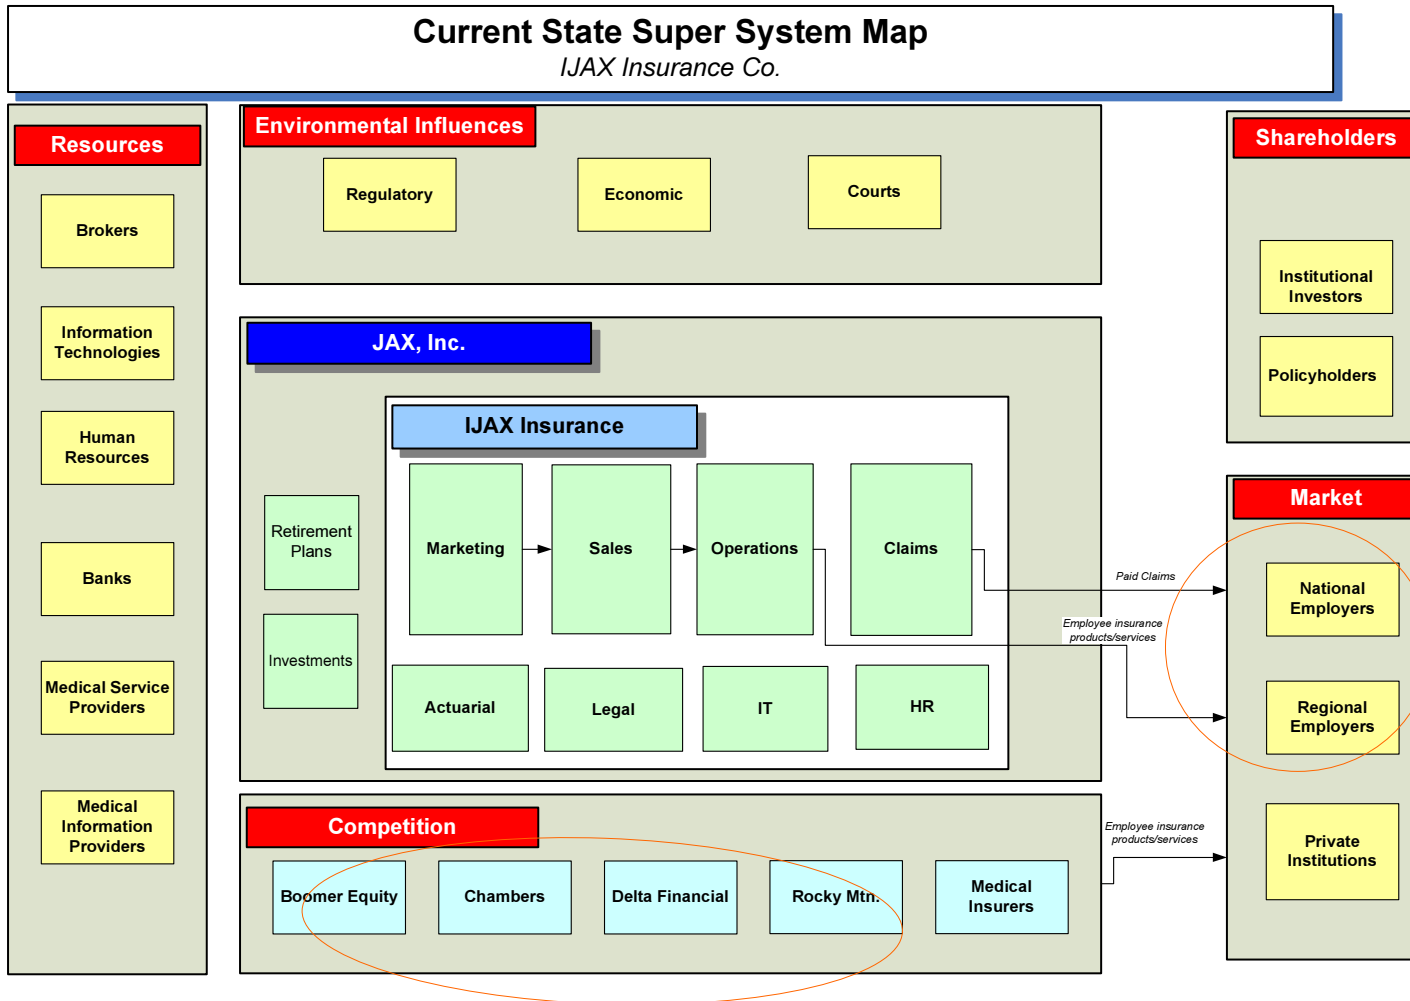 Current State Super System Map
IJAX Insurance Co.
Resources
Brokers
Information
Technologies
Human
Resources
Banks
Medical Service
Providers
Medical
Information
Providers
Environmental Influences
Regulatory
Economic
Courts
JAX, Inc.
IJAX Insurance
Retirement
Plans
Investments
Marketing
Sales
Operations
Claims
Actuarial
Legal
IT
HR
Paid Claims
Employee insurance
products/services
Competition
Boomer Equity
Chambers
Delta Financial
Rocky Mtn.
Medical
Insurers
Employee insurance
products/services
Shareholders
Institutional
Investors
Policyholders
Market
National
Employers
Regional
Employers
Private
Institutions